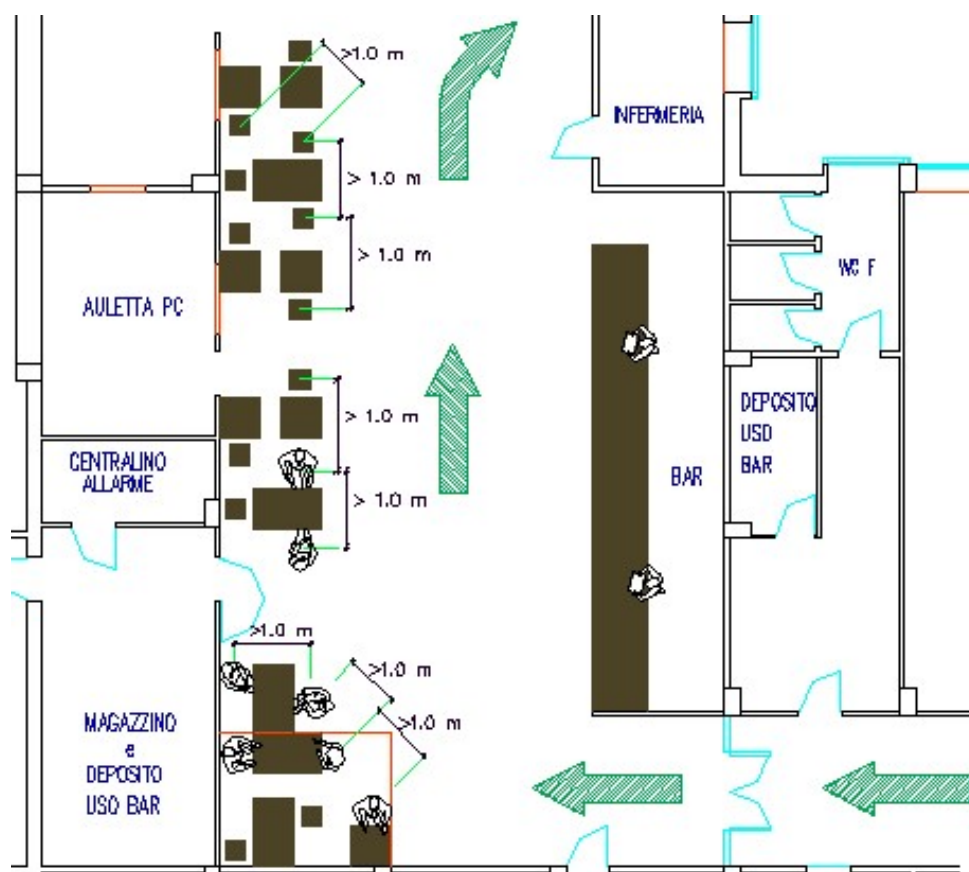 >1.0 m
INFERMERIA
> 1.0 m
> 1.0 m
WC F
AULETTA PC
> 1.0 m
DEPOSITO
USO
BAR
CENTRALINO
ALLARME
BAR
> 1.0 m
>1.0 m
>1.0 m
>1.0 m
MAGAZZINO
e
DEPOSITO
USO BAR